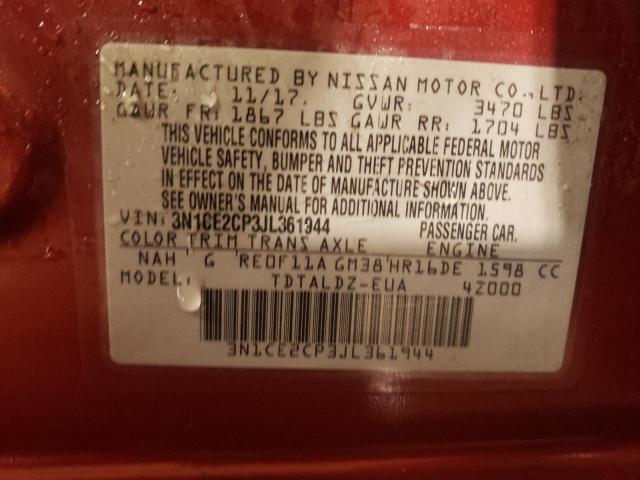 MANUFACTURED BY NISSAN MOTOR CO.,LTD.
DATE: 11/17. GVWR: 3470 LBS
GAWR FR: 1867 LBS GAWR RR: 1704 LBS
THIS VEHICLE CONFORMS TO ALL APPLICABLE FEDERAL MOTOR
VEHICLE SAFETY, BUMPER AND THEFT PREVENTION STANDARDS
IN EFFECT ON THE DATE OF MANUFACTURE SHOWN ABOVE.
SEE OWNER'S MANUAL FOR ADDITIONAL INFORMATION.
VIN: 3N1CE2CP3JL361944 PASSENGER CAR.
COLOR TRIM TRANS AXLE ENGINE
NAH G RE0F11A GM38 HR16DE 1598 CC
MODEL: TDTALDZ-EUA 4Z000
3N1CE2CP3JL361944